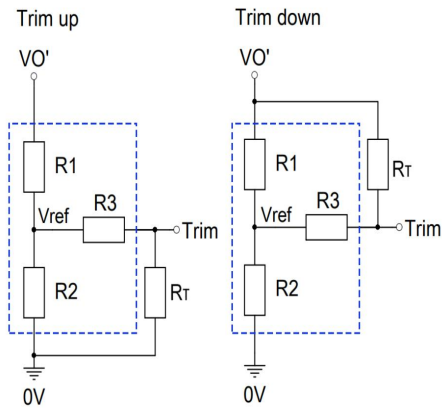 Trim up
Trim down
VO'
VO'
R1
R1
RT
R3
R3
Vref
Vref
Trim
Trim
R2
RT
R2
0V
0V